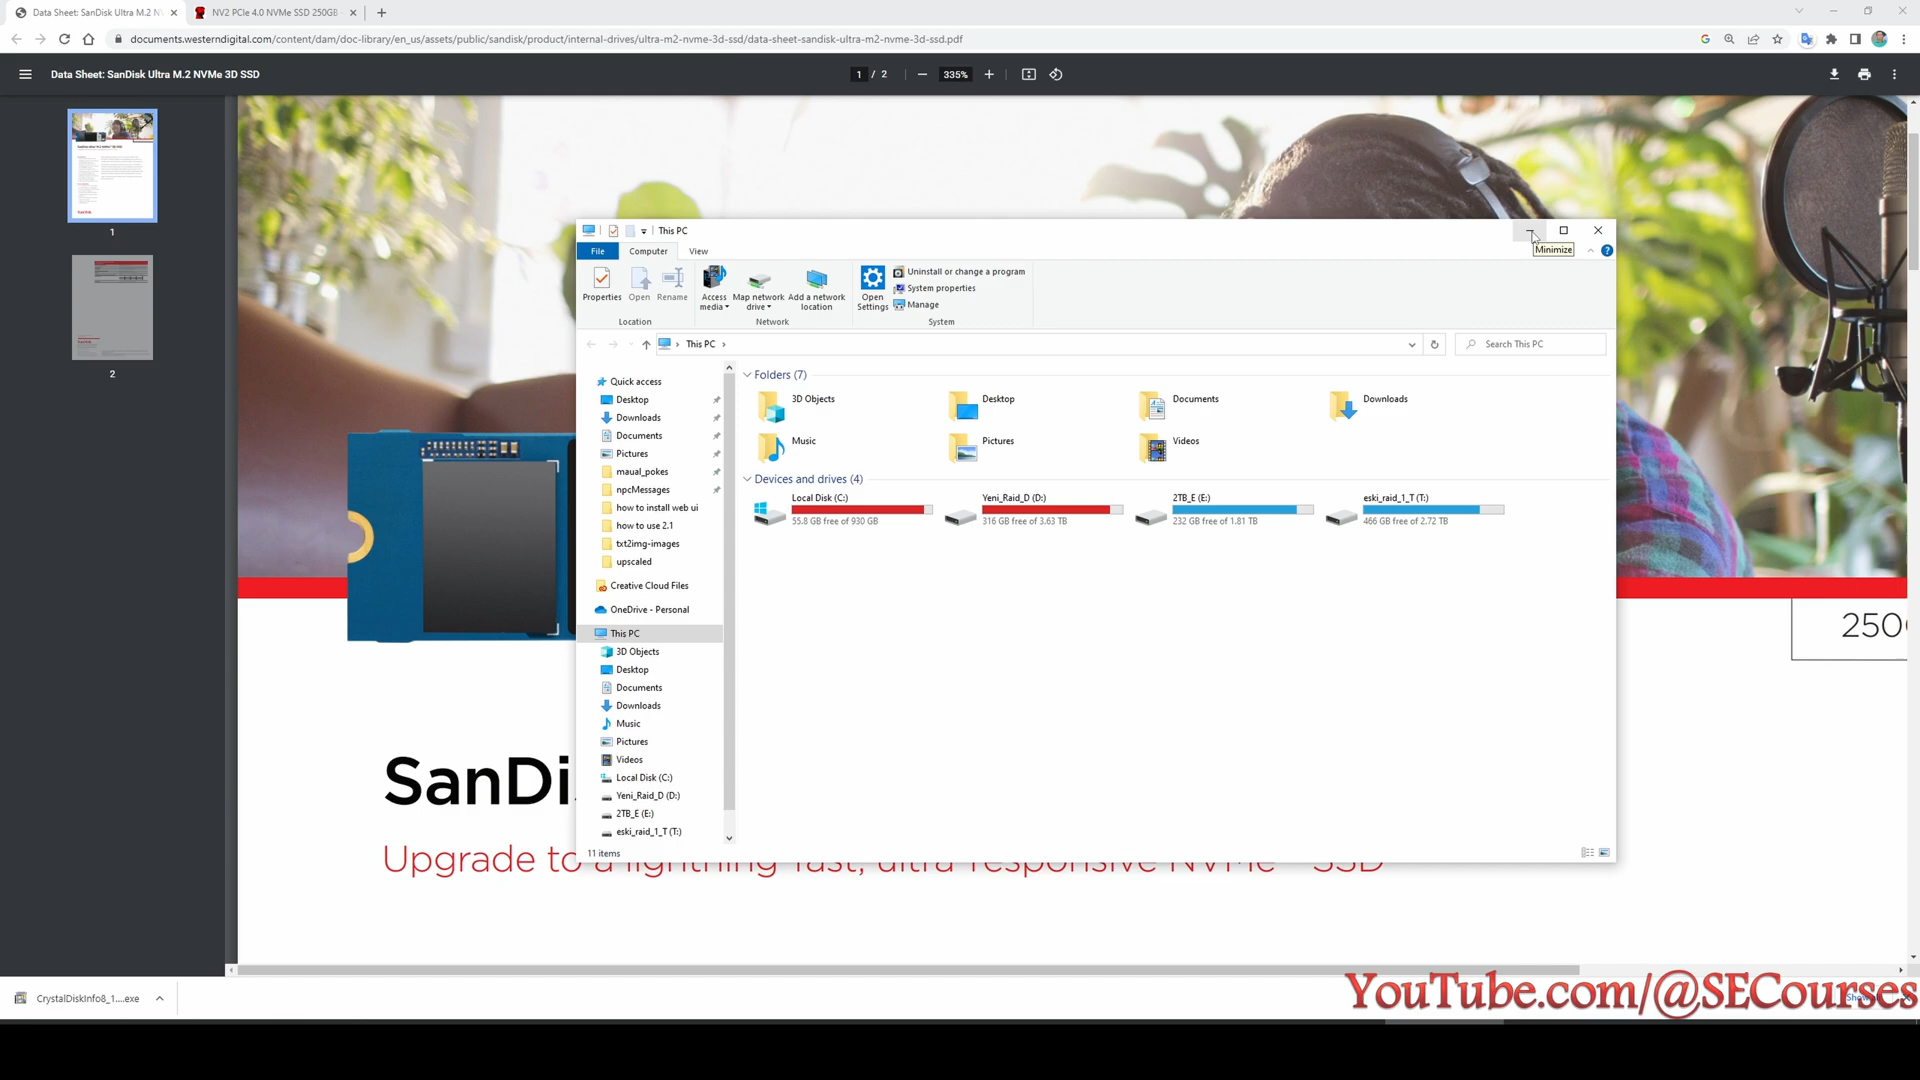 Data Sheet: SanDisk Ultra M.2 N
NV2 PCIe 4.0 NVMe SSD 250GB
documents.westerndigital.com/content/dam/doc-library/en_us/assets/public/sandisk/product/internal-drives/ultra-m2-nvme-3d-ssd/data-sheet-sandisk-ultra-m2-nvme-3d-ssd.pdf
Data Sheet: SanDisk Ultra M.2 NVMe 3D SSD
1 / 2
335%
1
2
This PC
Minimize
File
Computer
View
Properties
Open
Rename
Access media
Map network drive
Add a network location
Open Settings
Uninstall or change a program
System properties
Manage
Location
Network
System
This PC
Search This PC
Quick access
Desktop
Downloads
Documents
Pictures
maual_pokes
npcMessages
how to install web ui
how to use 2.1
txt2img-images
upscaled
Creative Cloud Files
OneDrive - Personal
This PC
3D Objects
Desktop
Documents
Downloads
Music
Pictures
Videos
Local Disk (C:)
Yeni_Raid_D (D:)
2TB_E (E:)
eski_raid_1_T (T:)
Folders (7)
3D Objects
Desktop
Documents
Downloads
Music
Pictures
Videos
Devices and drives (4)
Local Disk (C:)
55.8 GB free of 930 GB
Yeni_Raid_D (D:)
316 GB free of 3.63 TB
2TB_E (E:)
232 GB free of 1.81 TB
eski_raid_1_T (T:)
466 GB free of 2.72 TB
11 items
250
SanDi
Upgrade to a lightning fast, ultra responsive NVMe SSD
CrystalDiskInfo8_1....exe
YouTube.com/@SECourses